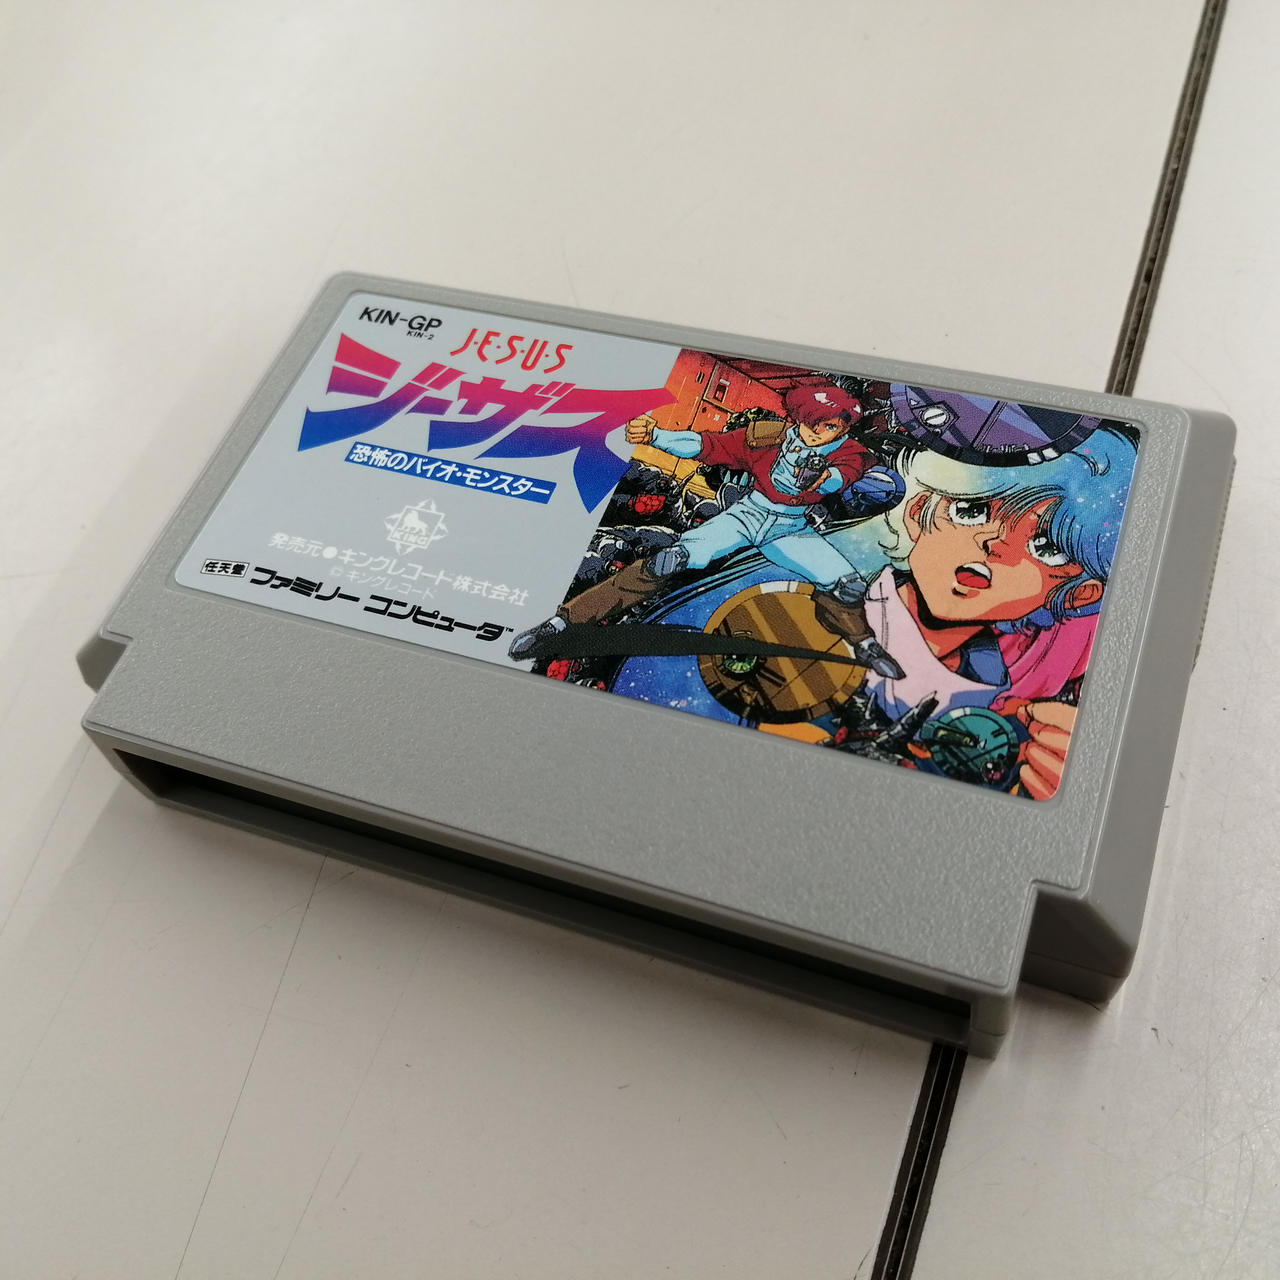 KIN-GP
KIN-2
J·E·S·U·S
ジーザス
恐怖のバイオ・モンスター
KING
発売元●キングレコード株式会社
©キングレコード
任天堂 ファミリー コンピュータ™